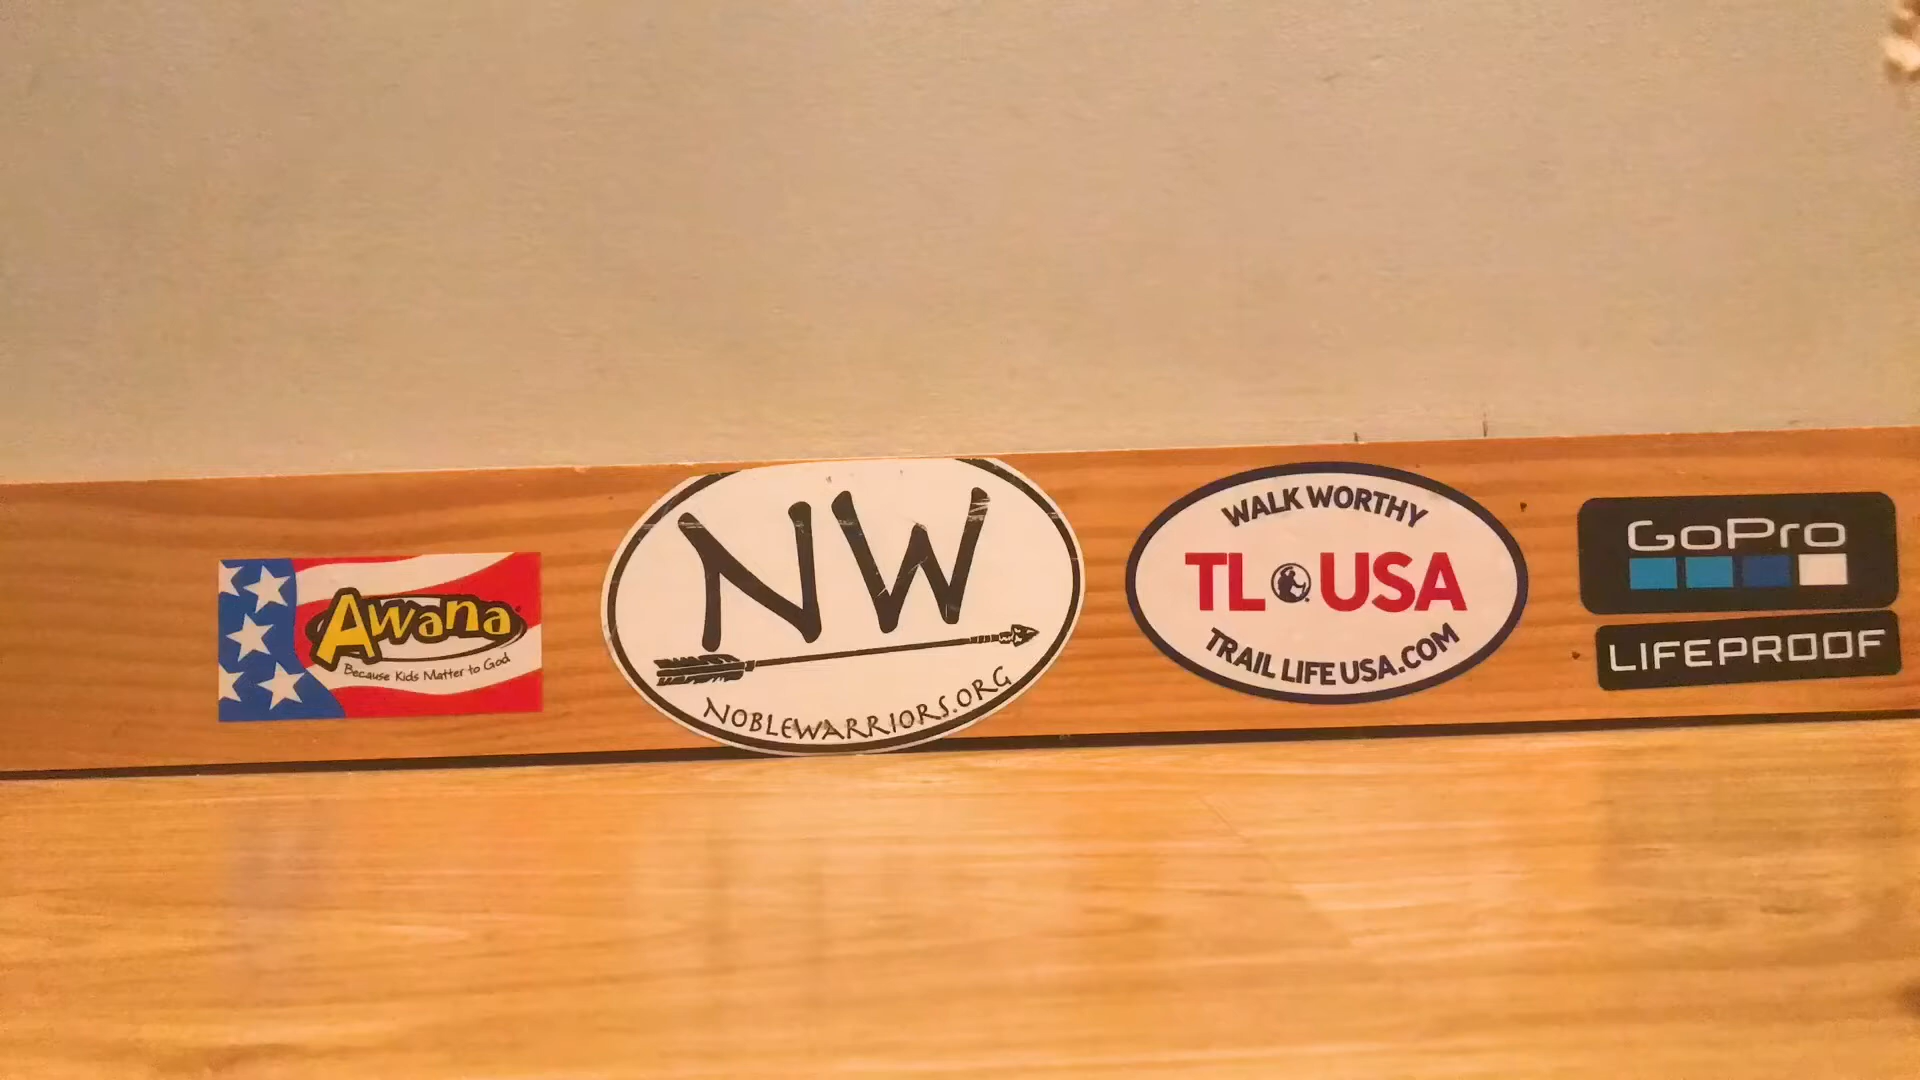 Awana
Because Kids Matter to God
NW
NOBLEWARRIORS.ORG
WALK WORTHY
TL USA
TRAIL LIFE USA.COM
GoPro
LIFEPROOF